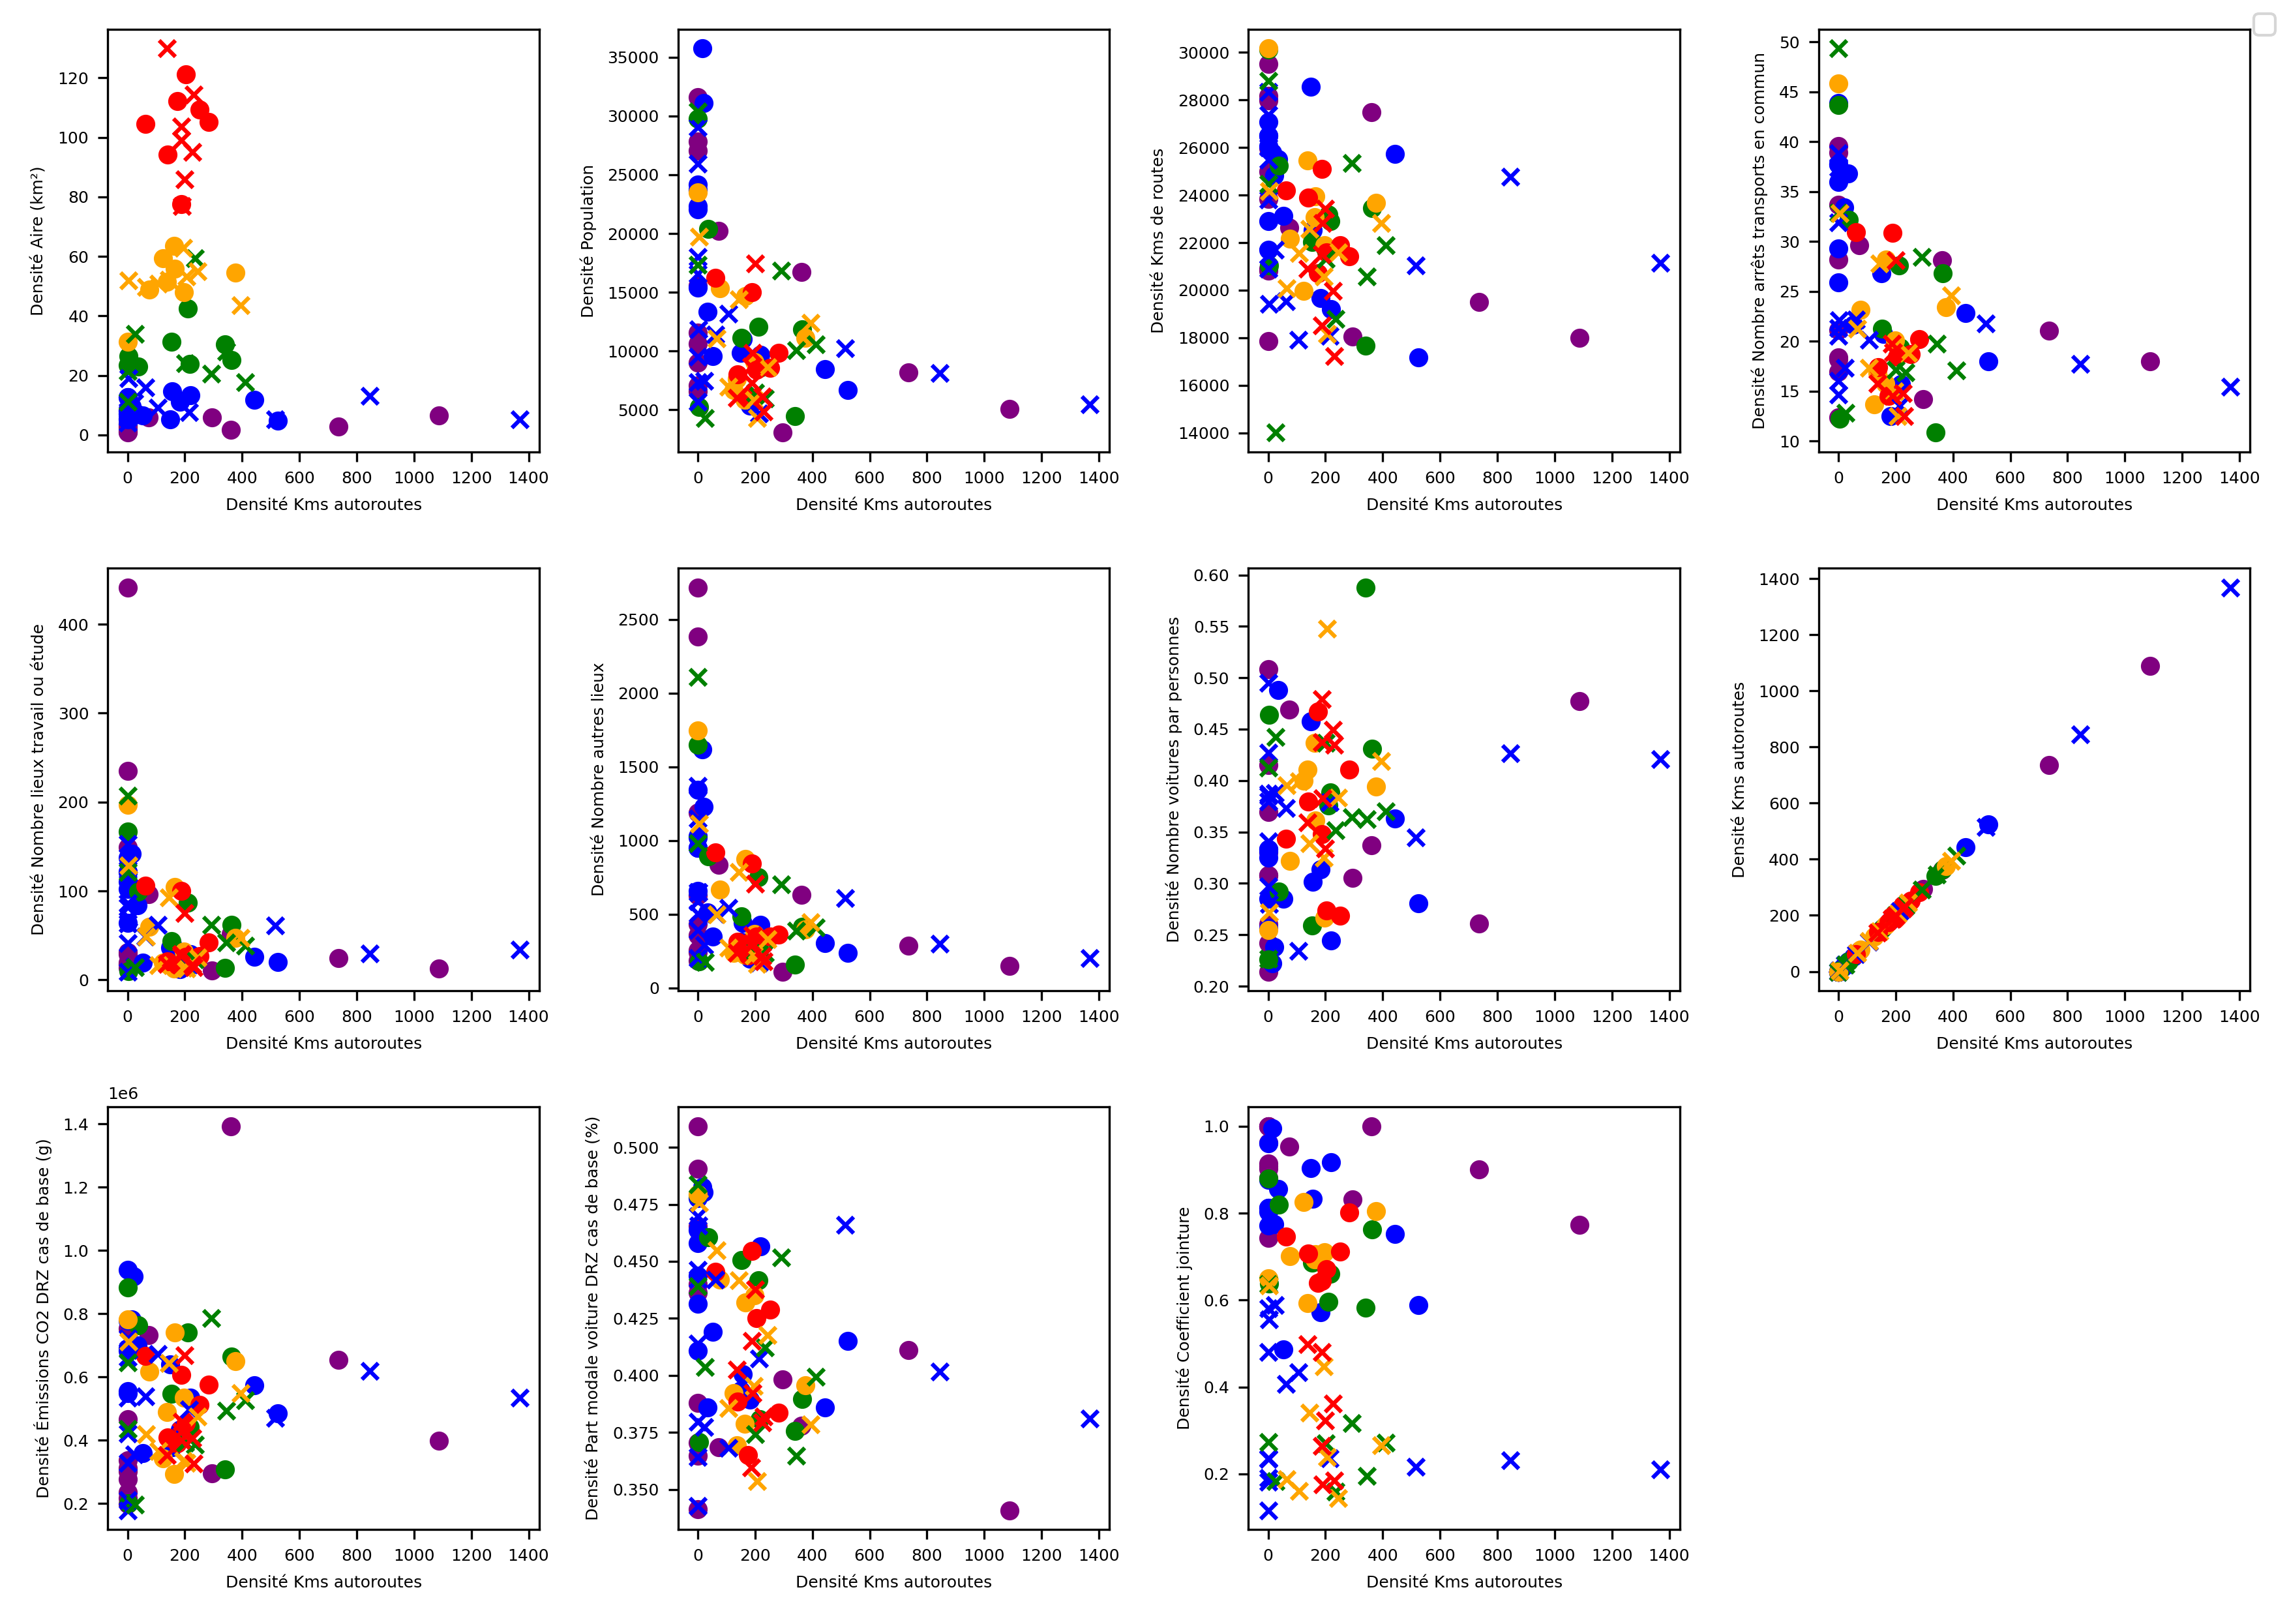 120
100
80
60
40
20
0
Densité Aire (km²)
0 200 400 600 800 1000 1200 1400
Densité Kms autoroutes
35000
30000
25000
20000
15000
10000
5000
Densité Population
0 200 400 600 800 1000 1200 1400
Densité Kms autoroutes
30000
28000
26000
24000
22000
20000
18000
16000
14000
Densité Kms de routes
0 200 400 600 800 1000 1200 1400
Densité Kms autoroutes
50
45
40
35
30
25
20
15
10
Densité Nombre arrêts transports en commun
0 200 400 600 800 1000 1200 1400
Densité Kms autoroutes
400
300
200
100
0
Densité Nombre lieux travail ou étude
0 200 400 600 800 1000 1200 1400
Densité Kms autoroutes
2500
2000
1500
1000
500
0
Densité Nombre autres lieux
0 200 400 600 800 1000 1200 1400
Densité Kms autoroutes
0.60
0.55
0.50
0.45
0.40
0.35
0.30
0.25
0.20
Densité Nombre voitures par personnes
0 200 400 600 800 1000 1200 1400
Densité Kms autoroutes
1400
1200
1000
800
600
400
200
0
Densité Kms autoroutes
0 200 400 600 800 1000 1200 1400
Densité Kms autoroutes
1e6
1.4
1.2
1.0
0.8
0.6
0.4
0.2
Densité Émissions CO2 DRZ cas de base (g)
0 200 400 600 800 1000 1200 1400
Densité Kms autoroutes
0.500
0.475
0.450
0.425
0.400
0.375
0.350
Densité Part modale voiture DRZ cas de base (%)
0 200 400 600 800 1000 1200 1400
Densité Kms autoroutes
1.0
0.8
0.6
0.4
0.2
Densité Coefficient jointure
0 200 400 600 800 1000 1200 1400
Densité Kms autoroutes